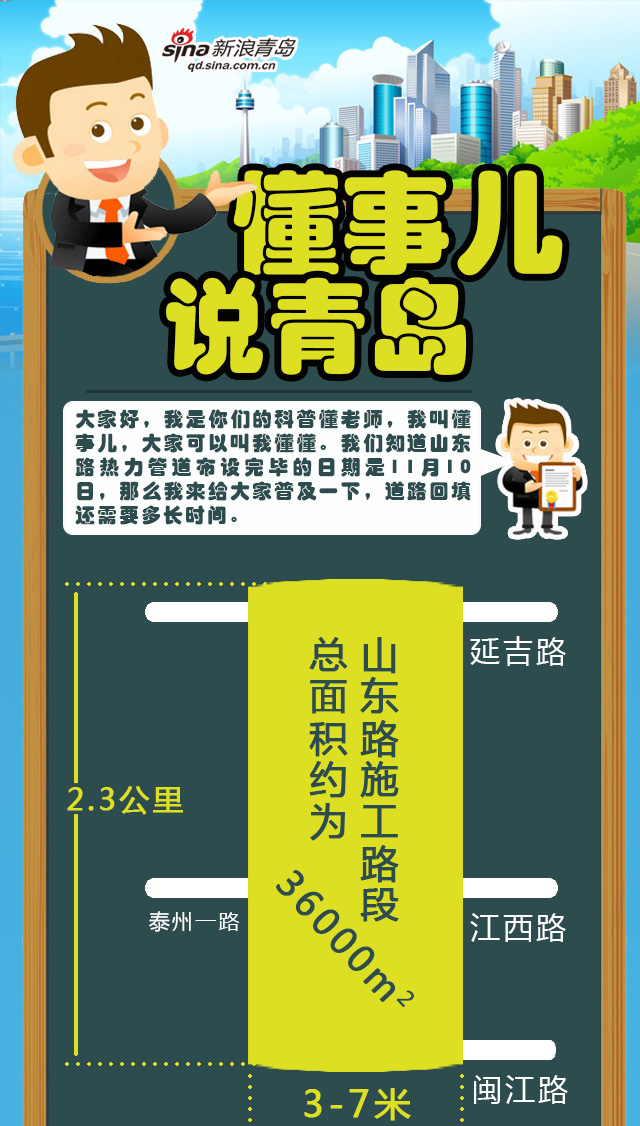 sina新浪青岛
qd.sina.com.cn
懂事儿
说青岛
大家好，我是你们的科普懂老师，我叫懂
事儿，大家可以叫我懂懂。我们知道山东
路热力管道布设完毕的日期是11月10
日，那么我来给大家普及一下，道路回填
还需要多长时间。
延吉路
山东路施工路段
总面积约为
36000m²
2.3公里
泰州一路
江西路
闽江路
3-7米